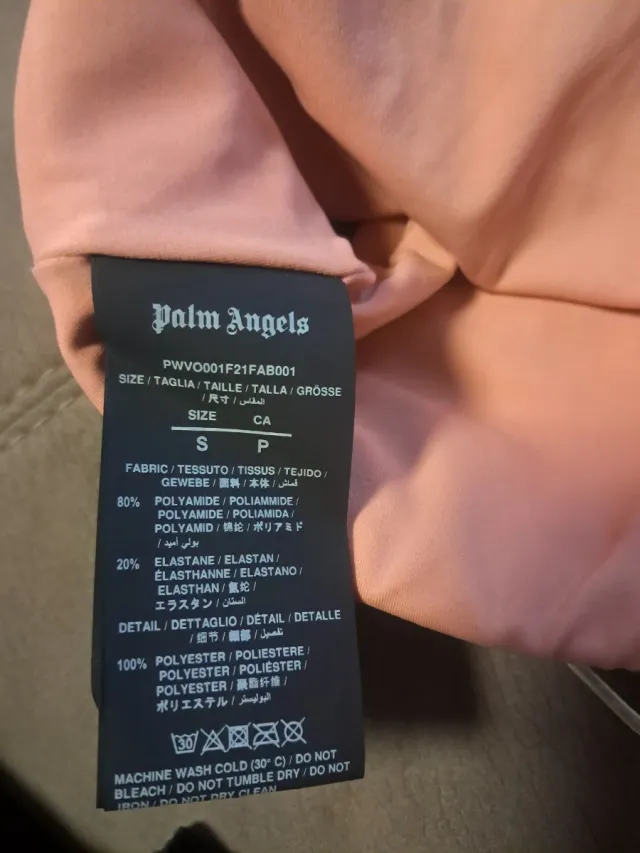 Palm Angels
PWVO001F21FAB001
SIZE / TAGLIA / TAILLE / TALLA / GRÖSSE
/ 尺寸 / المقاس
SIZE CA
S P
FABRIC / TESSUTO / TISSUS / TEJIDO /
GEWEBE / 面料 / 本体 / قماش
80% POLYAMIDE / POLIAMMIDE /
POLYAMIDE / POLIAMIDA /
POLYAMID / 锦纶 / ポリアミド
/ بولي أميد
20% ELASTANE / ELASTAN /
ÉLASTHANNE / ELASTANO /
ELASTHAN / 氨纶 /
エラスタン / الستان
DETAIL / DETTAGLIO / DÉTAIL / DETALLE
/ 细节 / 細部 / تفصيل
100% POLYESTER / POLIESTERE /
POLYESTER / POLIÉSTER /
POLYESTER / 聚酯纤维 /
ポリエステル / البوليستر
30
MACHINE WASH COLD (30° C) / DO NOT
BLEACH / DO NOT TUMBLE DRY / DO NOT
IRON / DO NOT DRY CLEAN